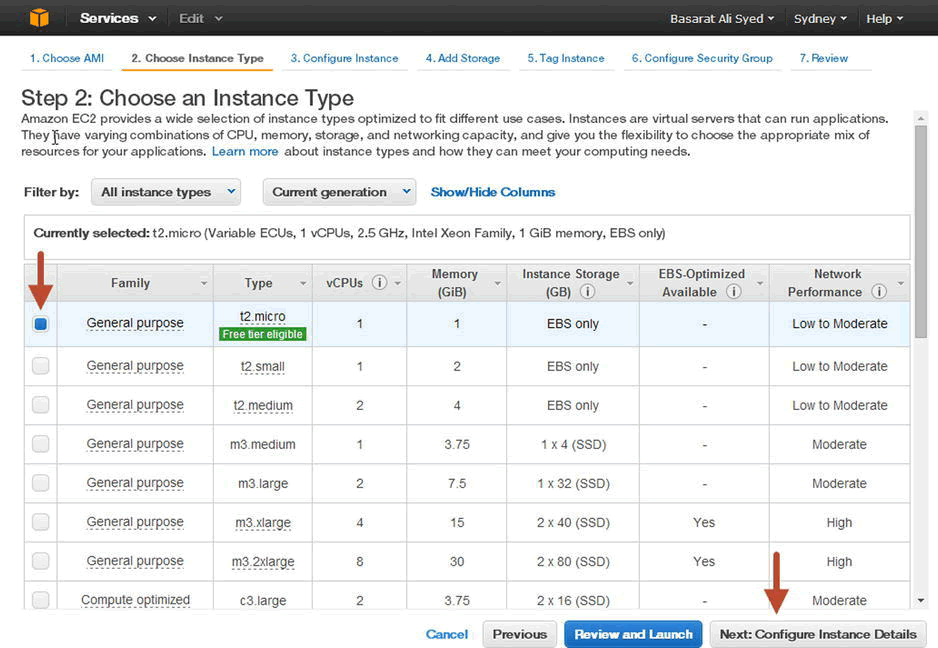 Services Edit Basarat Ali Syed Sydney Help
1. Choose AMI 2. Choose Instance Type 3. Configure Instance 4. Add Storage 5. Tag Instance 6. Configure Security Group 7. Review
Step 2: Choose an Instance Type
Amazon EC2 provides a wide selection of instance types optimized to fit different use cases. Instances are virtual servers that can run applications.
They have varying combinations of CPU, memory, storage, and networking capacity, and give you the flexibility to choose the appropriate mix of
resources for your applications. Learn more about instance types and how they can meet your computing needs.
Filter by: All instance types Current generation Show/Hide Columns
Currently selected: t2.micro (Variable ECUs, 1 vCPUs, 2.5 GHz, Intel Xeon Family, 1 GiB memory, EBS only)
Family Type vCPUs Memory (GiB) Instance Storage (GB) EBS-Optimized Available Network Performance
General purpose t2.micro Free tier eligible 1 1 EBS only - Low to Moderate
General purpose t2.small 1 2 EBS only - Low to Moderate
General purpose t2.medium 2 4 EBS only - Low to Moderate
General purpose m3.medium 1 3.75 1 x 4 (SSD) - Moderate
General purpose m3.large 2 7.5 1 x 32 (SSD) - Moderate
General purpose m3.xlarge 4 15 2 x 40 (SSD) Yes High
General purpose m3.2xlarge 8 30 2 x 80 (SSD) Yes High
Compute optimized c3.large 2 3.75 2 x 16 (SSD) - Moderate
Cancel Previous Review and Launch Next: Configure Instance Details